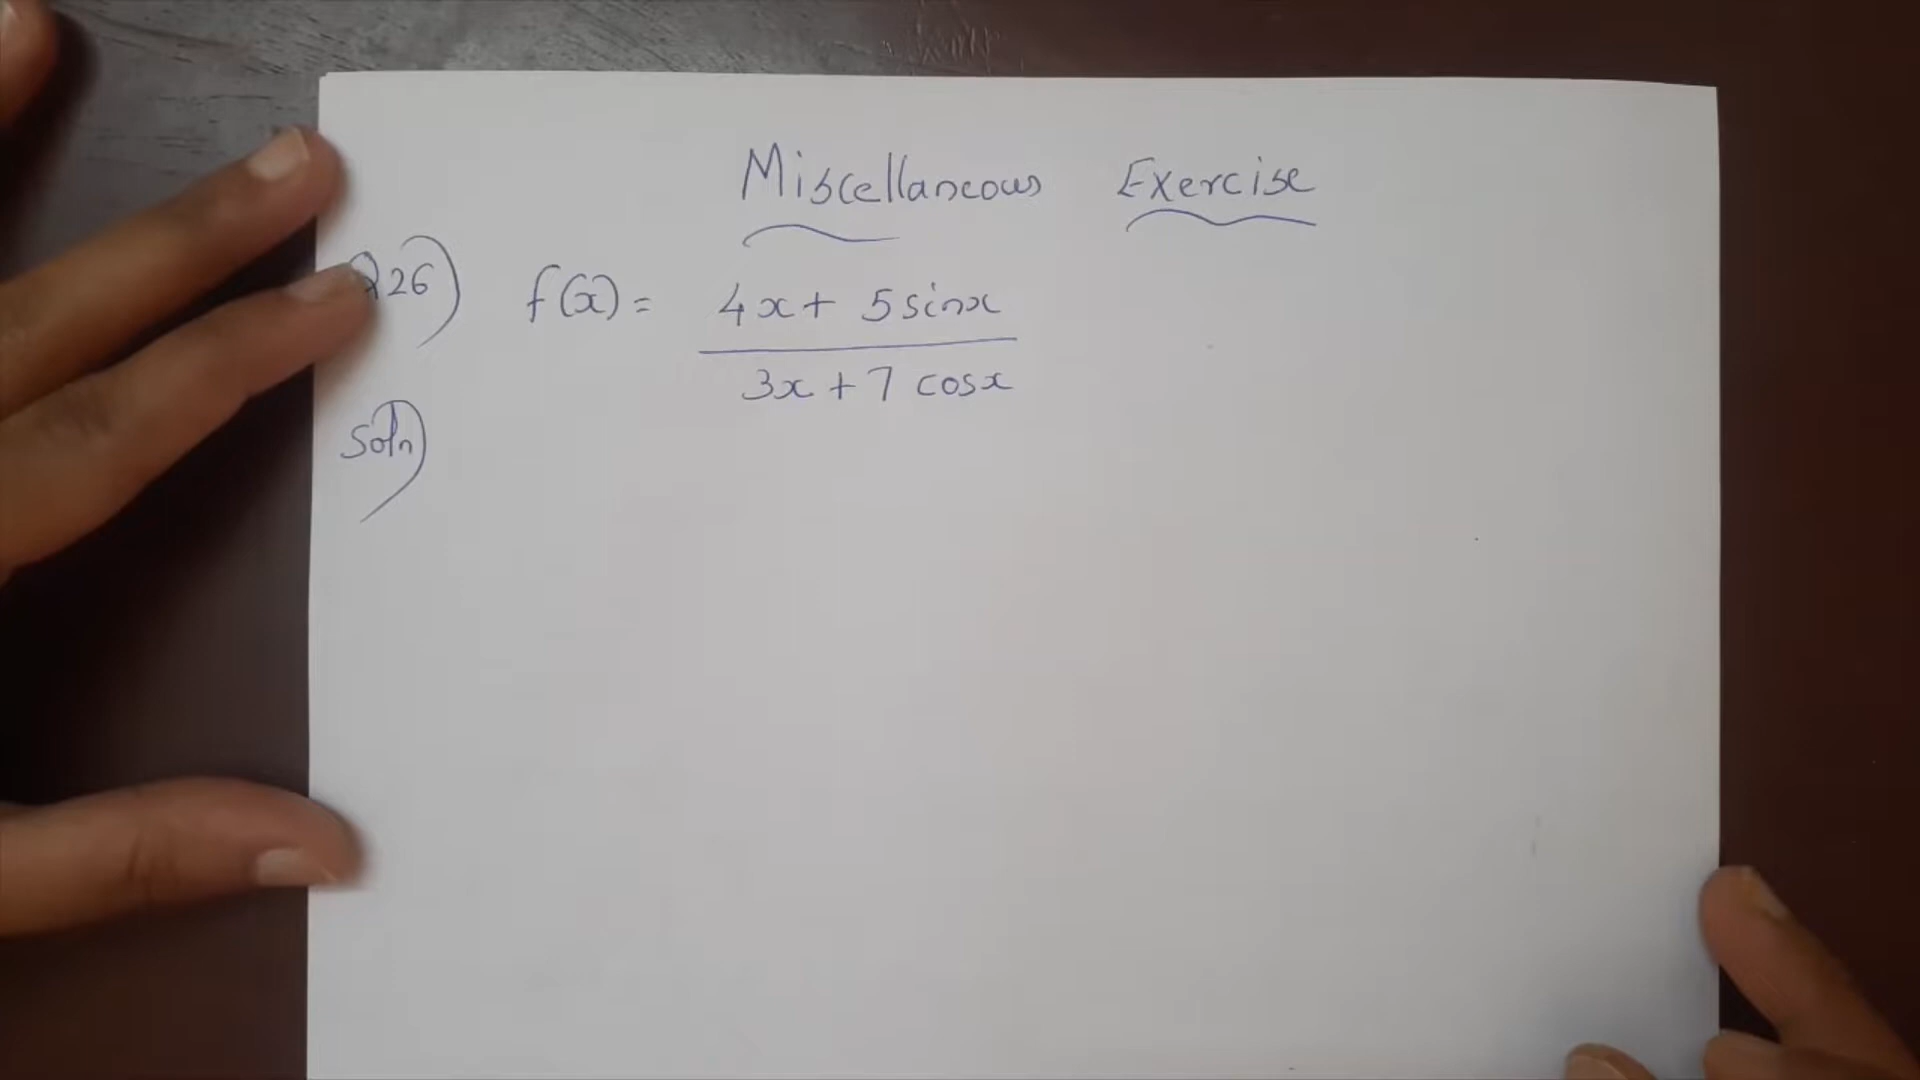 Miscellaneous Exercise
Q26) f(x) = 4x + 5sinx
3x + 7 cosx
Soln)